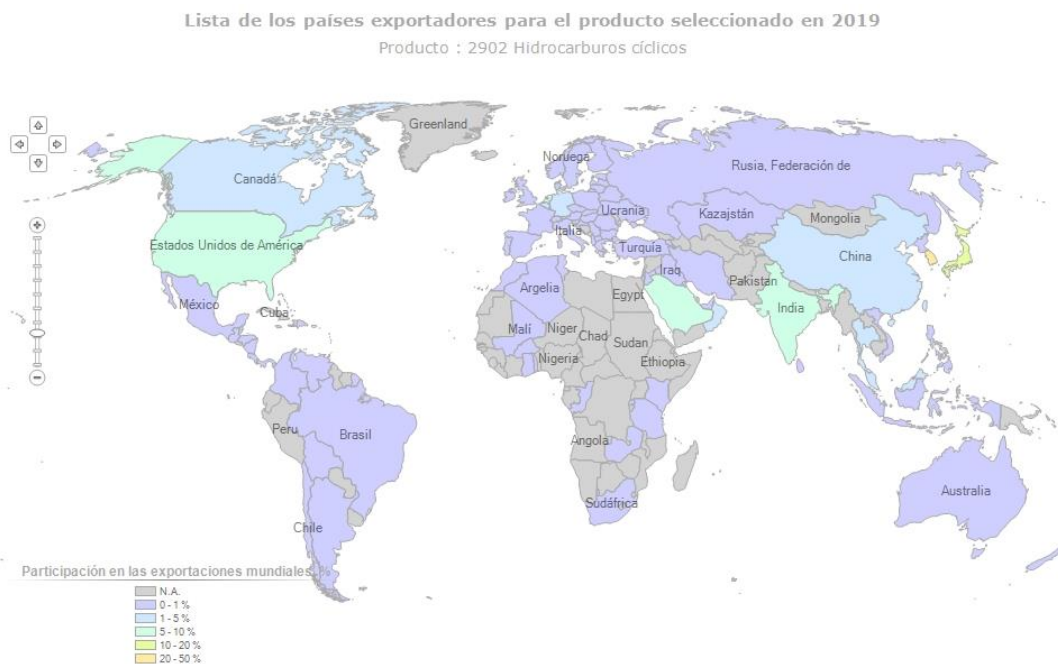 Lista de los países exportadores para el producto seleccionado en 2019
Producto : 2902 Hidrocarburos cíclicos
Greenland
Noruega
Rusia, Federación de
Canadá
Ucrania
Kazajstán
Mongolia
Italia
Estados Unidos de América
Turquía
China
Iraq
Pakistan
Argelia
Egypt
México
Cuba
India
Malí
Niger
Chad
Sudan
Nigeria
Ethiopia
Peru
Brasil
Angola
Australia
Sudáfrica
Chile
Participación en las exportaciones mundiales, %
N.A.
0 - 1 %
1 - 5 %
5 - 10 %
10 - 20 %
20 - 50 %